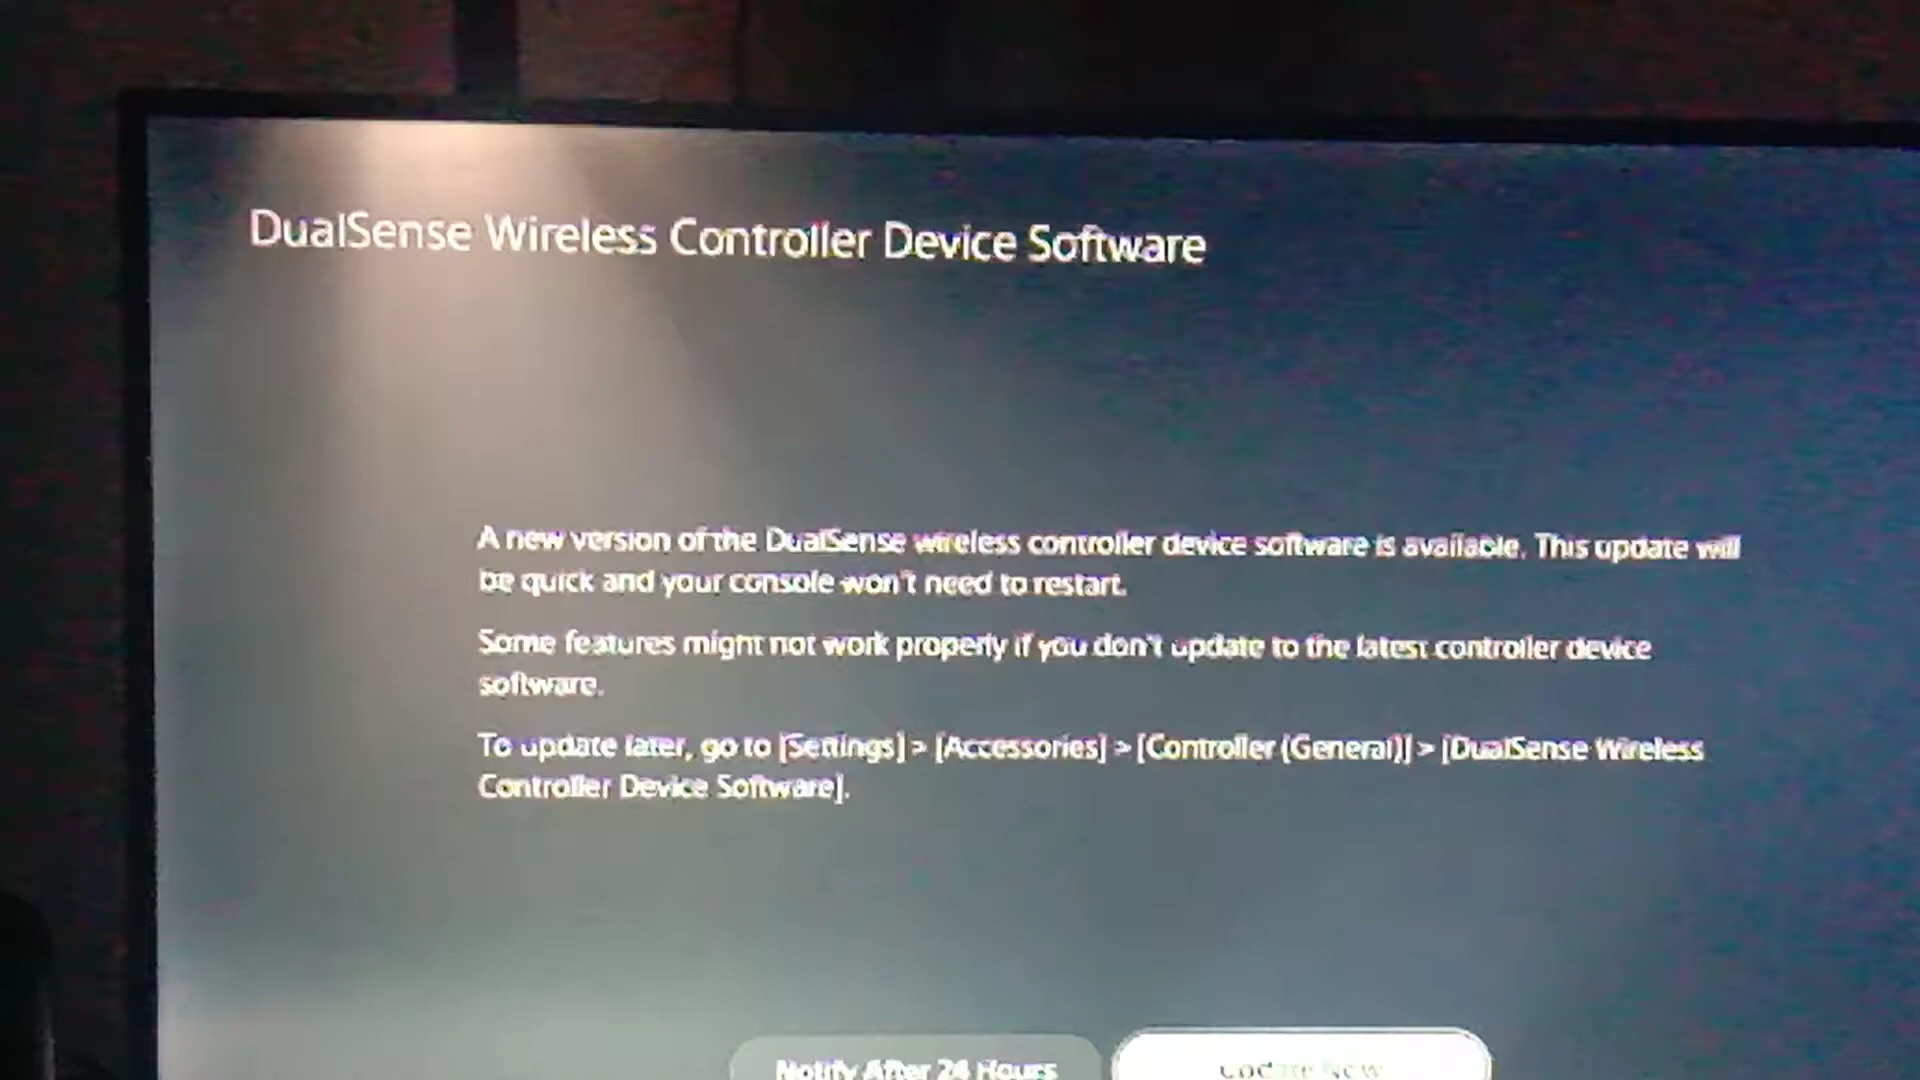 DualSense Wireless Controller Device Software
A new version of the DualSense wireless controller device software is available. This update will
be quick and your console won't need to restart.
Some features might not work properly if you don't update to the latest controller device
software.
To update later, go to [Settings] > [Accessories] > [Controller (General)] > [DualSense Wireless
Controller Device Software].
Notify After 24 Hours
Update Now